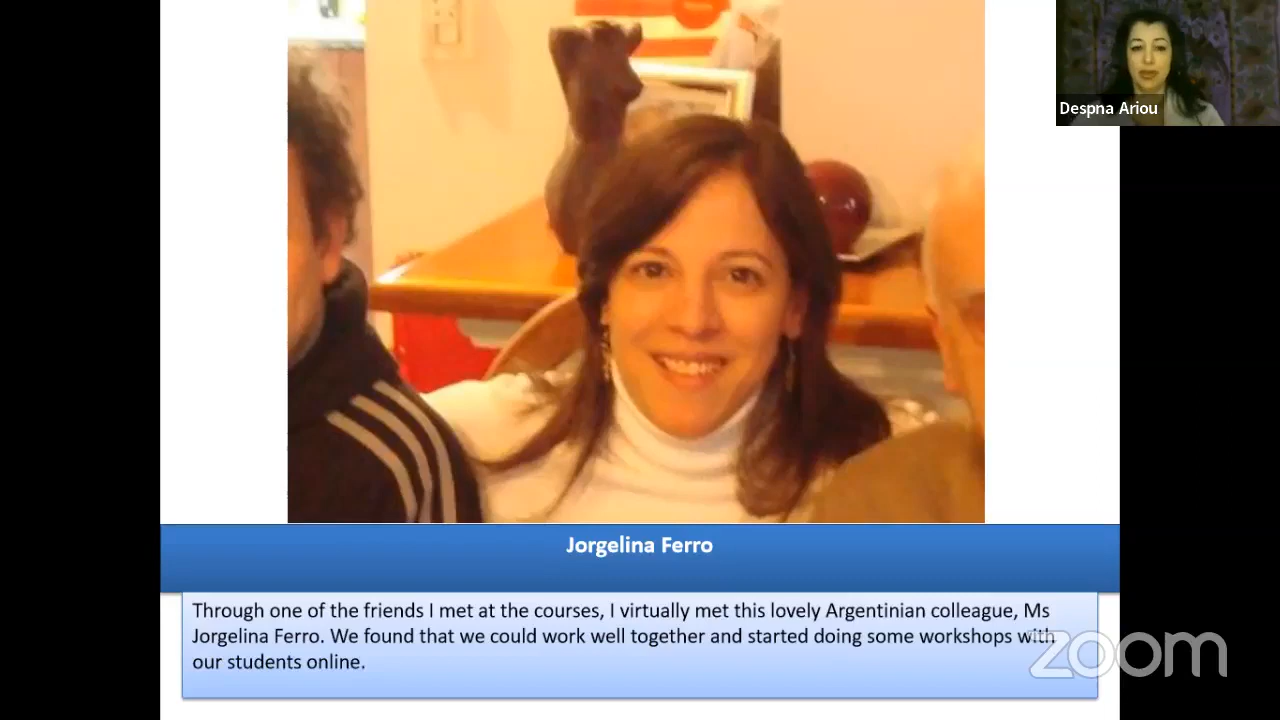 Despna Ariou
Jorgelina Ferro
Through one of the friends I met at the courses, I virtually met this lovely Argentinian colleague, Ms
Jorgelina Ferro. We found that we could work well together and started doing some workshops with
our students online.
zoom